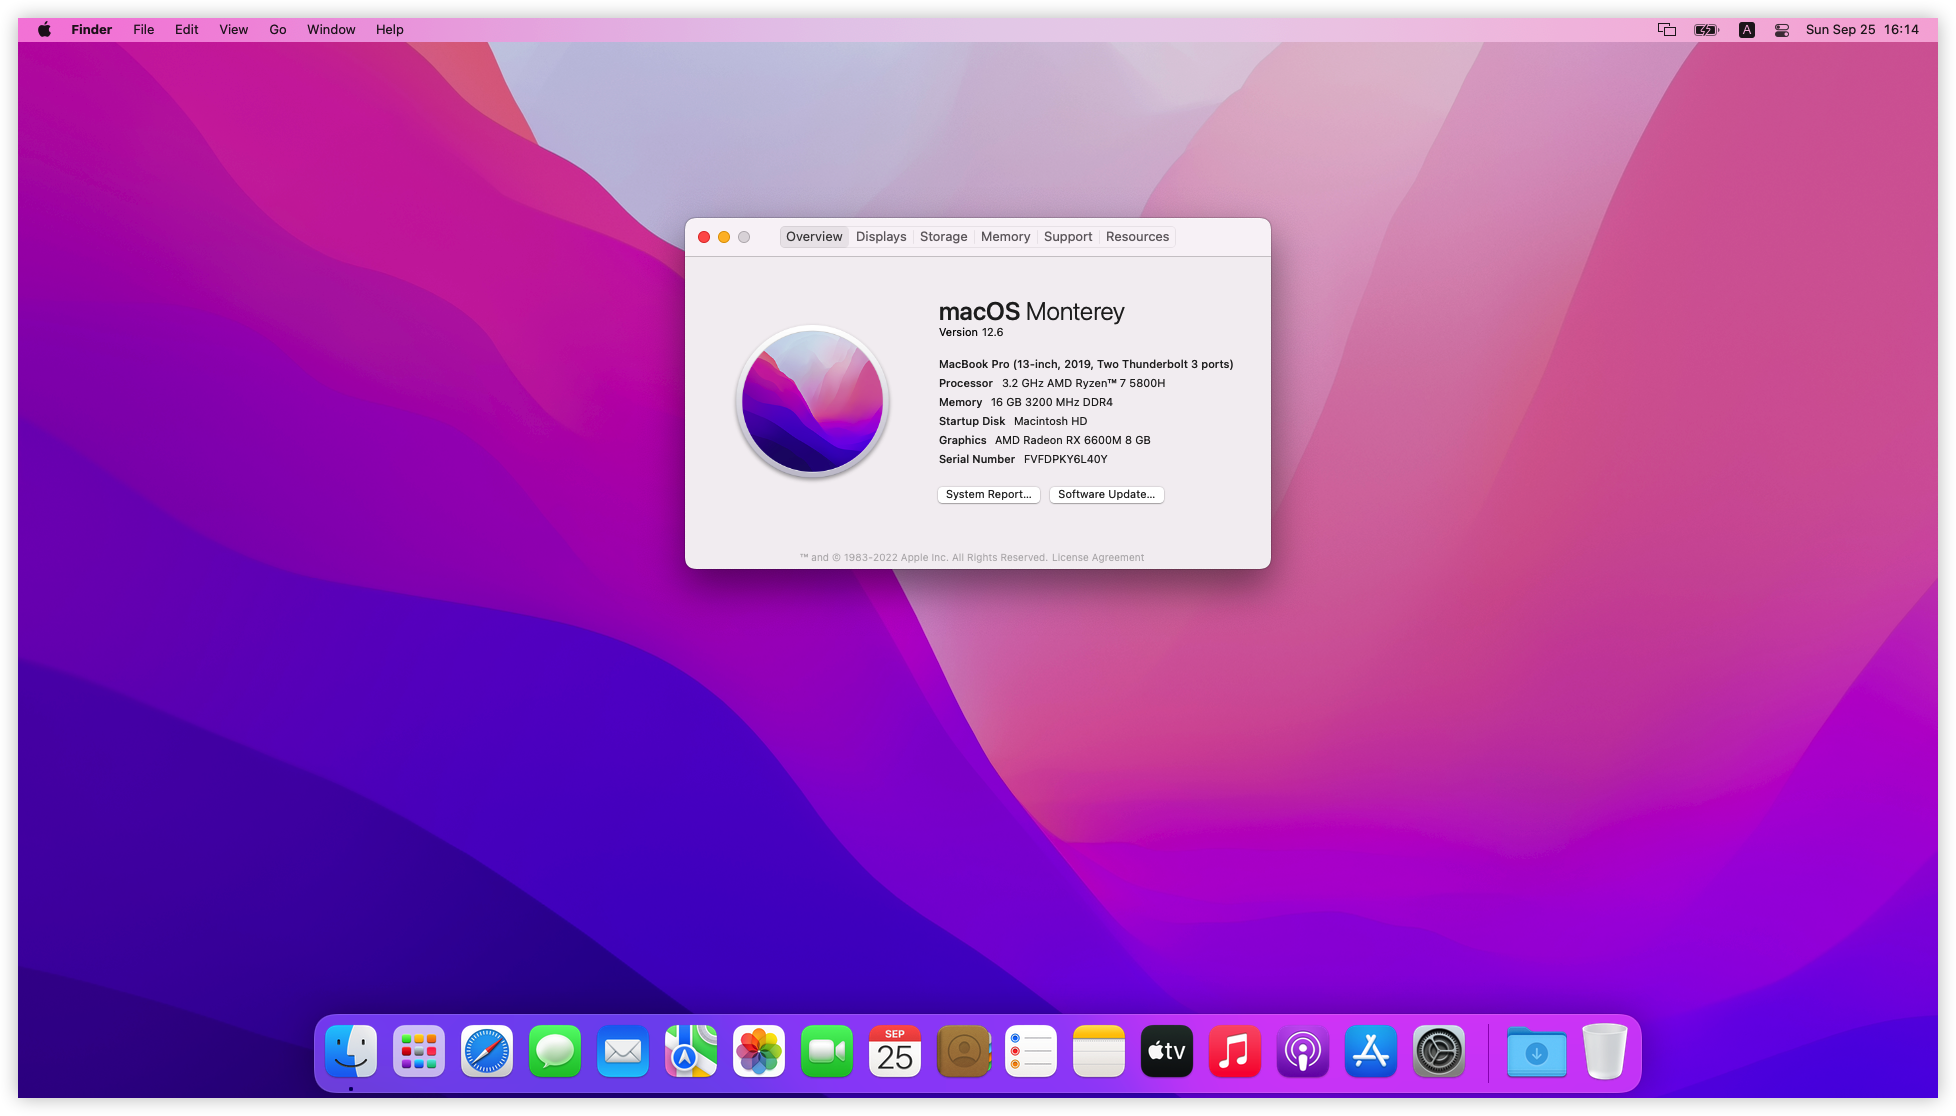 Finder File Edit View Go Window Help A Sun Sep 25 16:14
Overview Displays Storage Memory Support Resources
macOS Monterey
Version 12.6
MacBook Pro (13-inch, 2019, Two Thunderbolt 3 ports)
Processor 3.2 GHz AMD Ryzen™ 7 5800H
Memory 16 GB 3200 MHz DDR4
Startup Disk Macintosh HD
Graphics AMD Radeon RX 6600M 8 GB
Serial Number FVFDPKY6L40Y
System Report... Software Update...
™ and © 1983-2022 Apple Inc. All Rights Reserved. License Agreement
SEP
25
tv